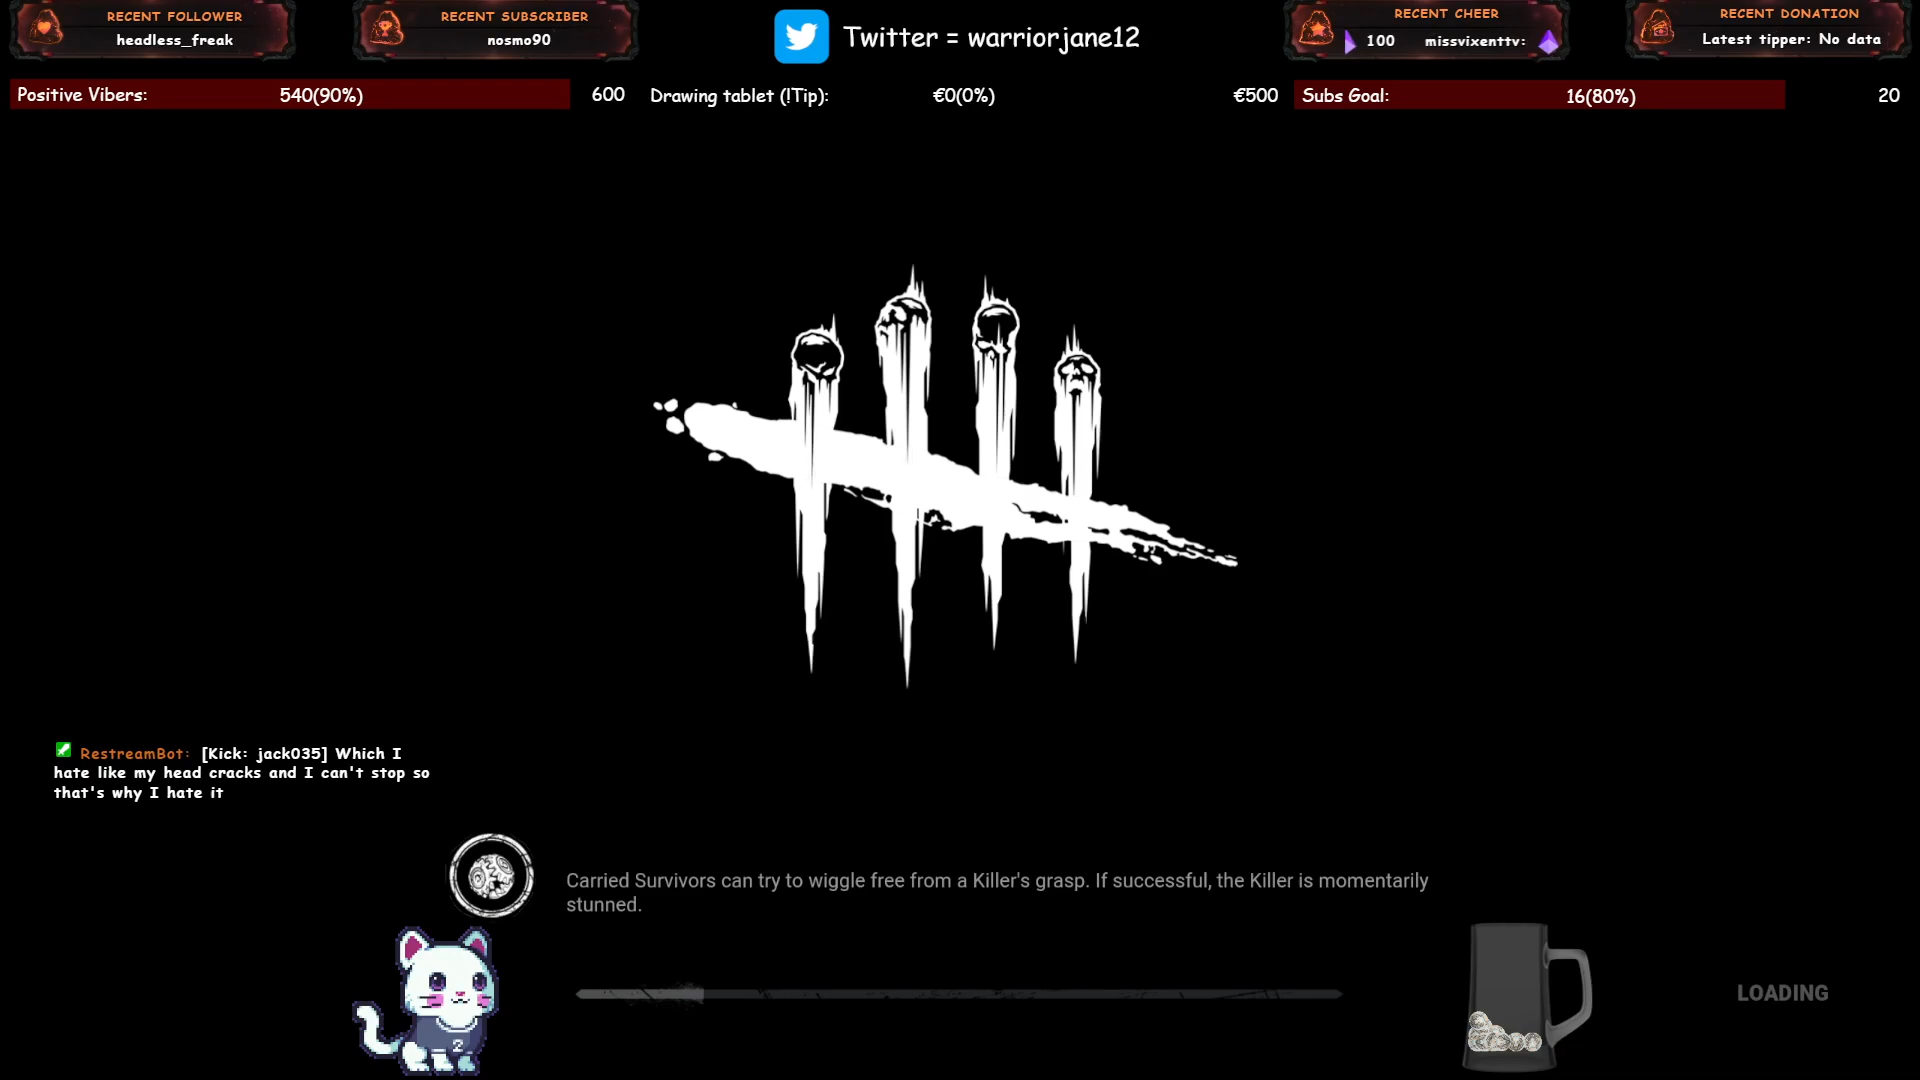 RECENT FOLLOWER
headless_freak
RECENT SUBSCRIBER
nosmo90
Twitter = warriorjane12
RECENT CHEER
100 missvixenttv:
RECENT DONATION
Latest tipper: No data
Positive Vibers: 540(90%) 600
Drawing tablet (!Tip): €0(0%) €500
Subs Goal: 16(80%) 20
RestreamBot: [Kick: jack035] Which I
hate like my head cracks and I can't stop so
that's why I hate it
Carried Survivors can try to wiggle free from a Killer's grasp. If successful, the Killer is momentarily
stunned.
2
LOADING